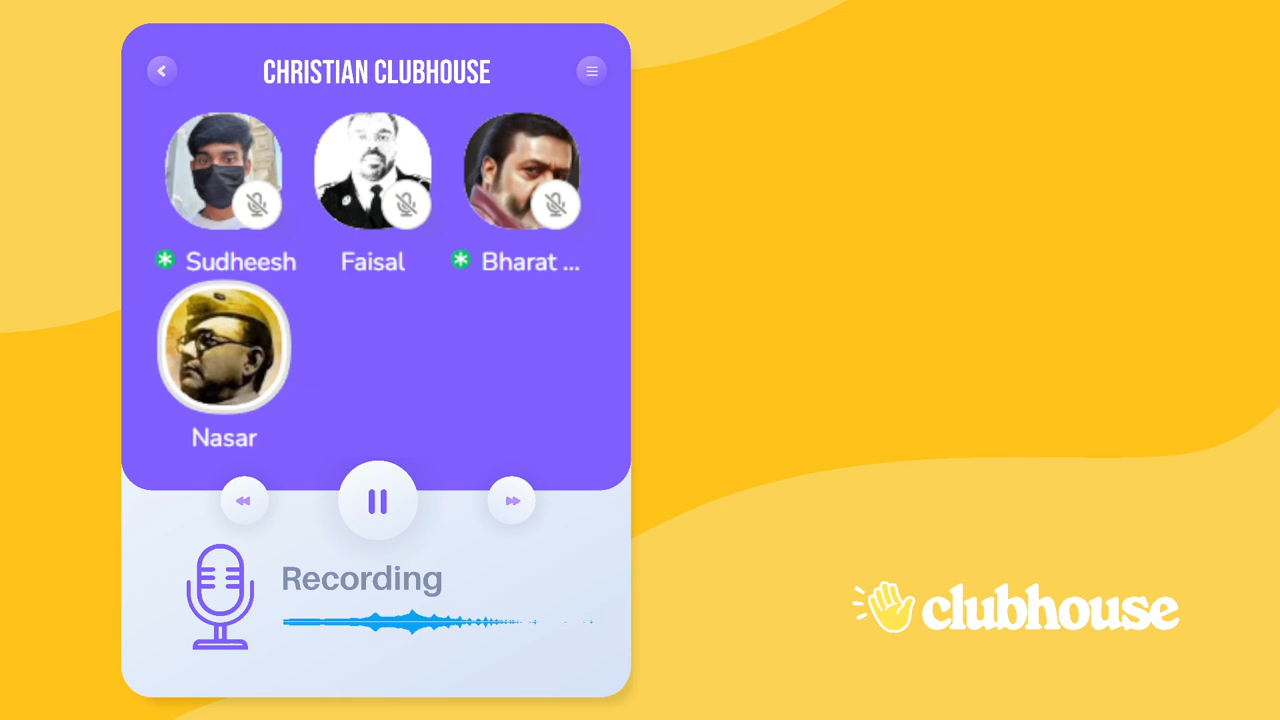 CHRISTIAN CLUBHOUSE
Sudheesh
Faisal
Bharat ...
Nasar
Recording
clubhouse